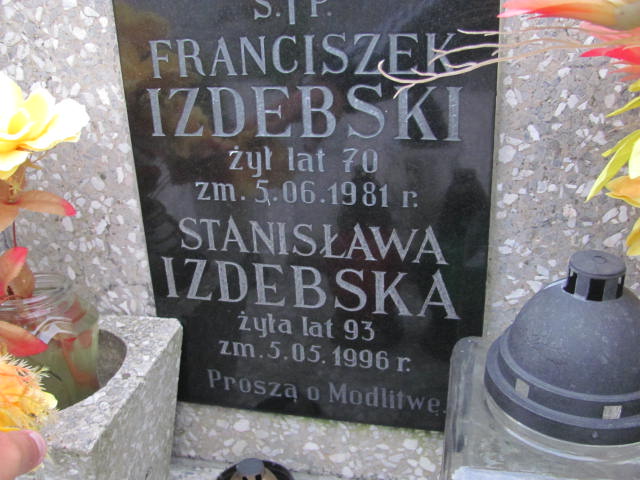 Ś.†P.
FRANCISZEK
IZDEBSKI
żył lat 70
zm. 5.06.1981 r.
STANISŁAWA
IZDEBSKA
żyła lat 93
zm. 5.05.1996 r.
Proszą o Modlitwę.